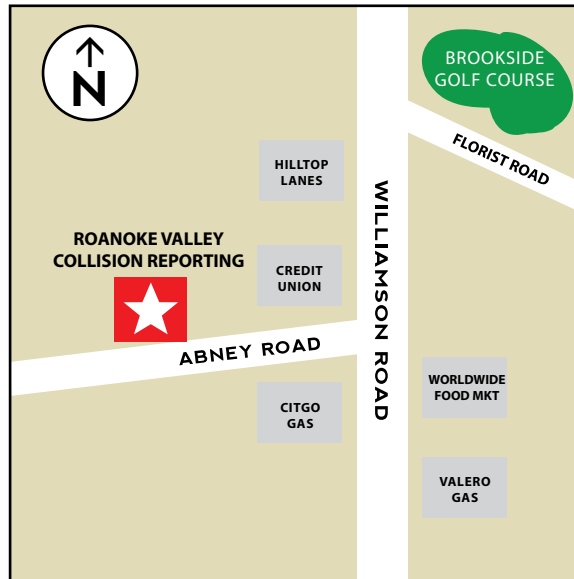 N
BROOKSIDE
GOLF COURSE
FLORIST ROAD
HILLTOP
LANES
WILLIAMSON ROAD
ROANOKE VALLEY
COLLISION REPORTING
CREDIT
UNION
ABNEY ROAD
WORLDWIDE
FOOD MKT
CITGO
GAS
VALERO
GAS